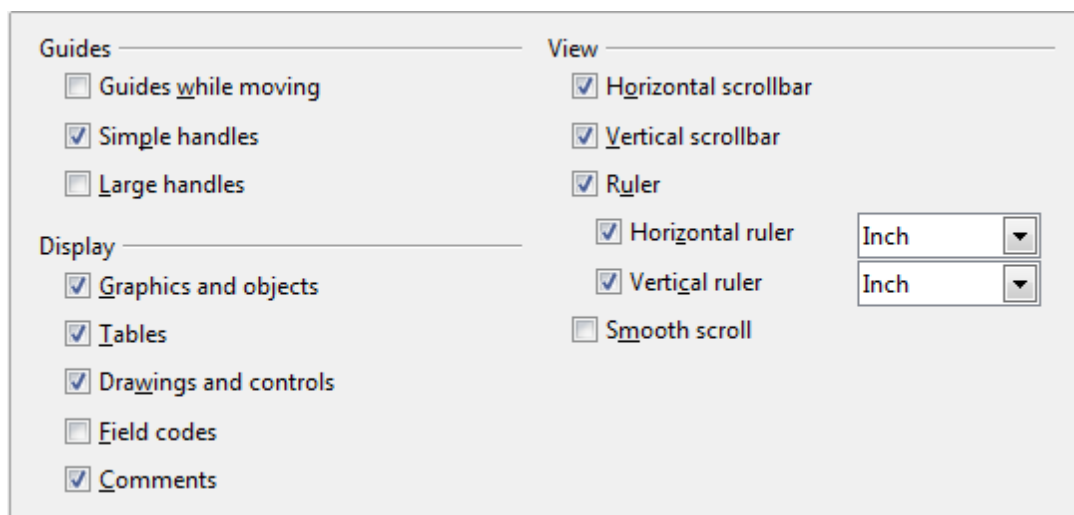 Guides
Guides while moving
Simple handles
Large handles
Display
Graphics and objects
Tables
Drawings and controls
Field codes
Comments
View
Horizontal scrollbar
Vertical scrollbar
Ruler
Horizontal ruler Inch
Vertical ruler Inch
Smooth scroll